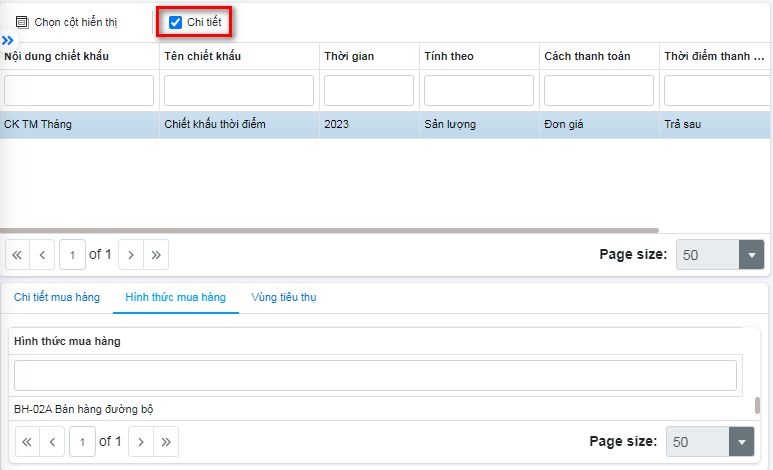 Chọn cột hiển thị Chi tiết
Nội dung chiết khấu Tên chiết khấu Thời gian Tính theo Cách thanh toán Thời điểm thanh ...
CK TM Tháng Chiết khấu thời điểm 2023 Sản lượng Đơn giá Trả sau
1 of 1 Page size: 50
Chi tiết mua hàng Hình thức mua hàng Vùng tiêu thụ
Hình thức mua hàng
BH-02A Bán hàng đường bộ
1 of 1 Page size: 50